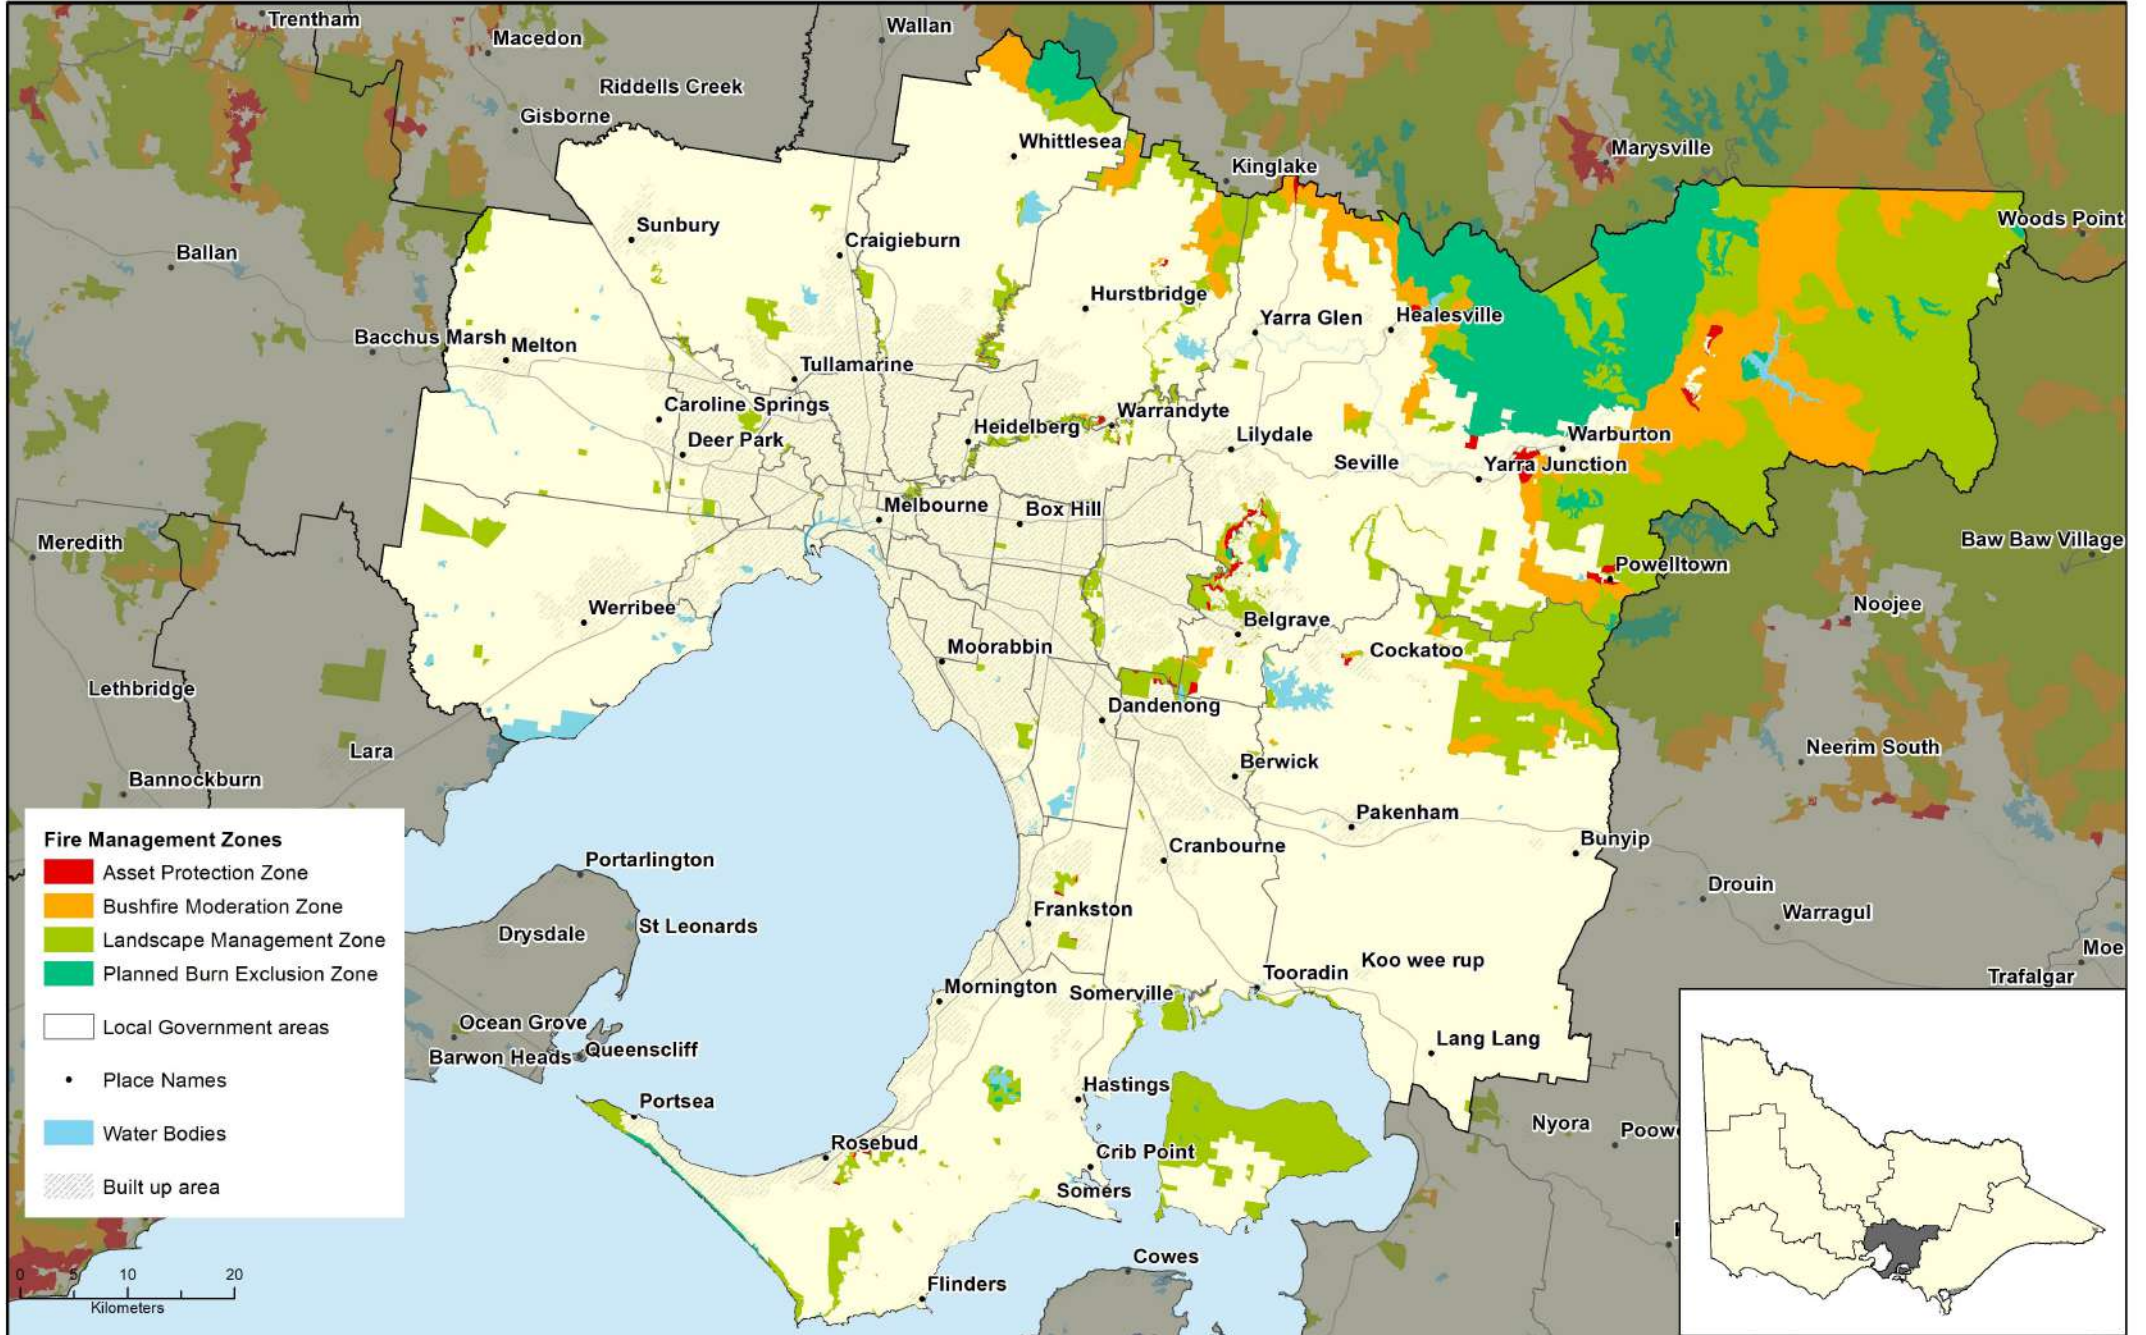 Trentham
Macedon
Wallan
Riddells Creek
Gisborne
Whittlesea
Marysville
Kinglake
Sunbury
Woods Point
Ballan
Craigieburn
Hurstbridge
Yarra Glen
Healesville
Bacchus Marsh
Melton
Tullamarine
Caroline Springs
Warrandyte
Heidelberg
Deer Park
Lilydale
Warburton
Seville
Yarra Junction
Melbourne
Box Hill
Meredith
Baw Baw Village
Powelltown
Werribee
Noojee
Belgrave
Moorabbin
Cockatoo
Lethbridge
Dandenong
Lara
Neerim South
Berwick
Bannockburn
Pakenham
Bunyip
Cranbourne
Portarlington
Drouin
Frankston
Warragul
St Leonards
Drysdale
Moe
Koo wee rup
Tooradin
Trafalgar
Mornington
Somerville
Ocean Grove
Lang Lang
Barwon Heads
Queenscliff
Hastings
Portsea
Nyora
Poow
Rosebud
Crib Point
Somers
Cowes
Flinders
Fire Management Zones
Asset Protection Zone
Bushfire Moderation Zone
Landscape Management Zone
Planned Burn Exclusion Zone
Local Government areas
Place Names
Water Bodies
Built up area
0 5 10 20
Kilometers